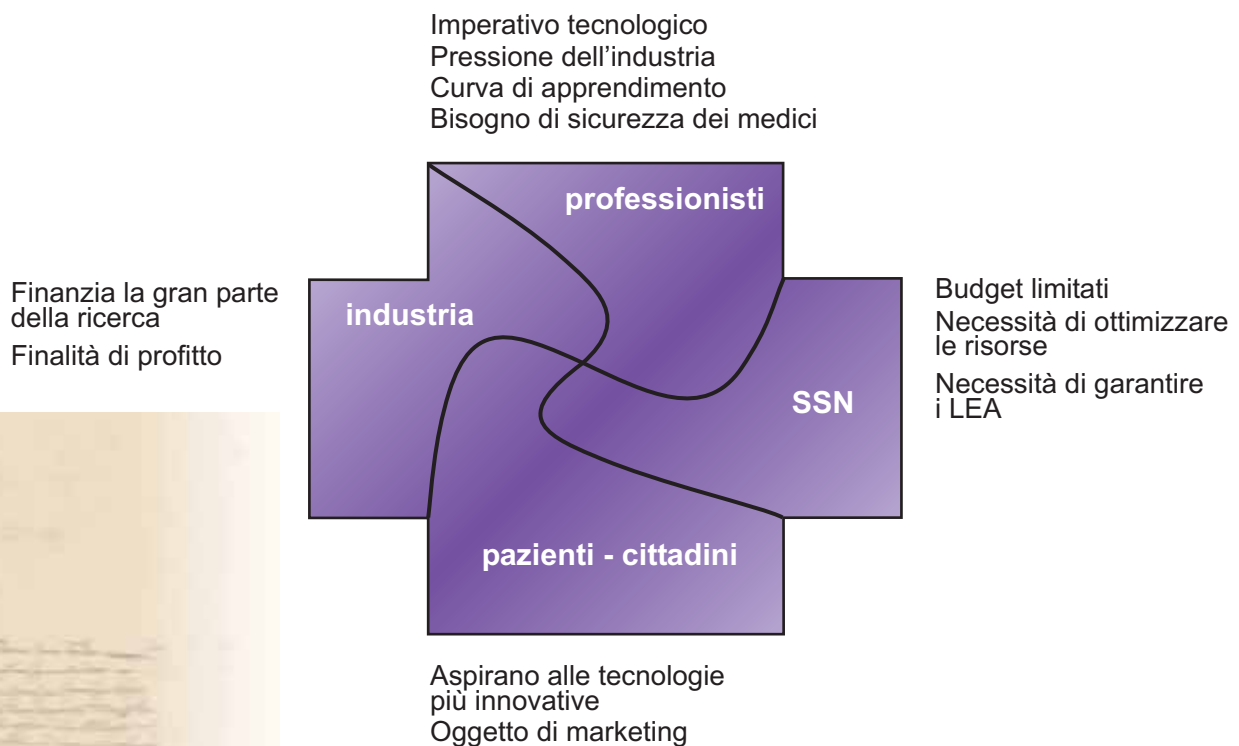 Imperativo tecnologico
Pressione dell'industria
Curva di apprendimento
Bisogno di sicurezza dei medici
professionisti
Finanzia la gran parte
della ricerca
Finalità di profitto
industria
Budget limitati
Necessità di ottimizzare
le risorse
Necessità di garantire
i LEA
SSN
pazienti - cittadini
Aspirano alle tecnologie
più innovative
Oggetto di marketing